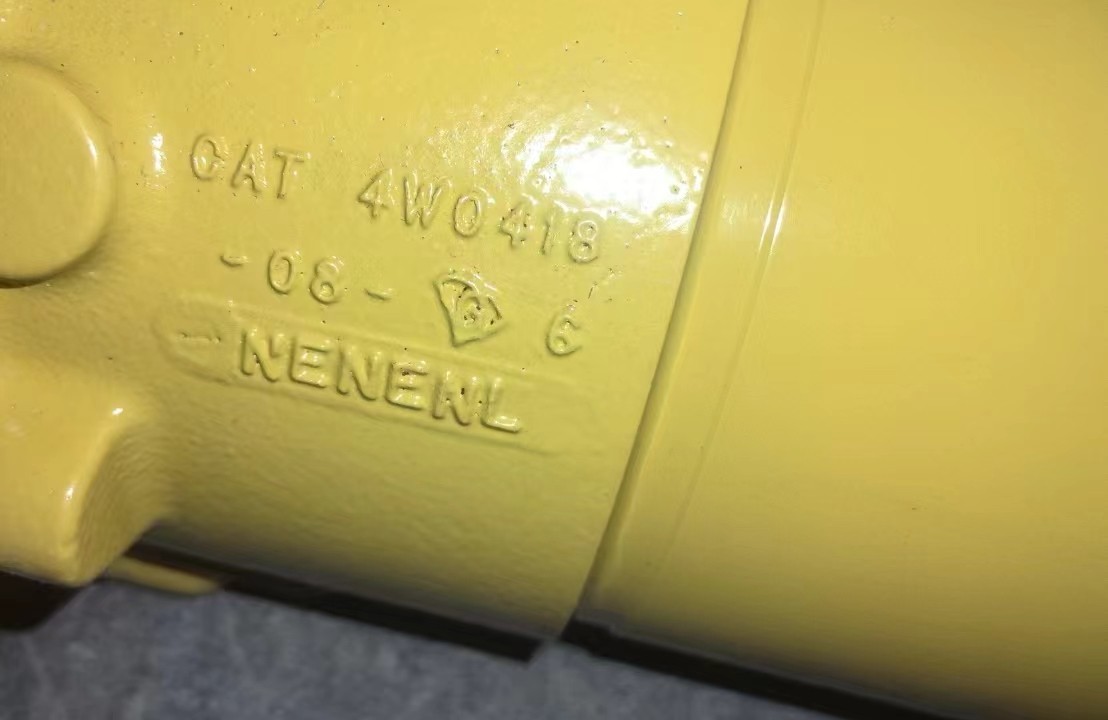 CAT 4W0418
-08- G 6
NENENL